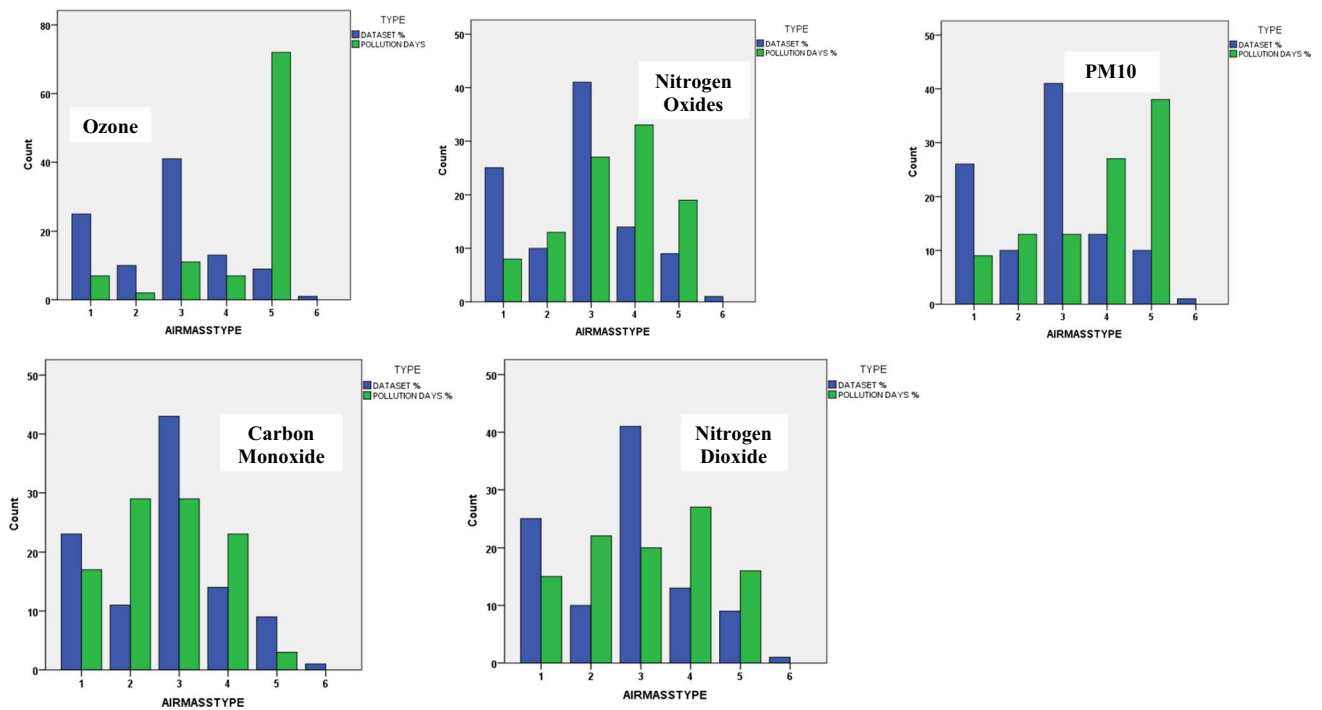 TYPE
DATASET %
POLLUTION DAYS
80
60
40
20
0
Count
Ozone
1 2 3 4 5 6
AIRMASSTYPE
TYPE
DATASET %
POLLUTION DAYS %
50
40
30
20
10
0
Count
Nitrogen
Oxides
1 2 3 4 5 6
AIRMASSTYPE
TYPE
DATASET %
POLLUTION DAYS %
50
40
30
20
10
0
Count
PM10
1 2 3 4 5 6
AIRMASSTYPE
TYPE
DATASET %
POLLUTION DAYS %
50
40
30
20
10
0
Count
Carbon
Monoxide
1 2 3 4 5 6
AIRMASSTYPE
TYPE
DATASET %
POLLUTION DAYS %
50
40
30
20
10
0
Count
Nitrogen
Dioxide
1 2 3 4 5 6
AIRMASSTYPE